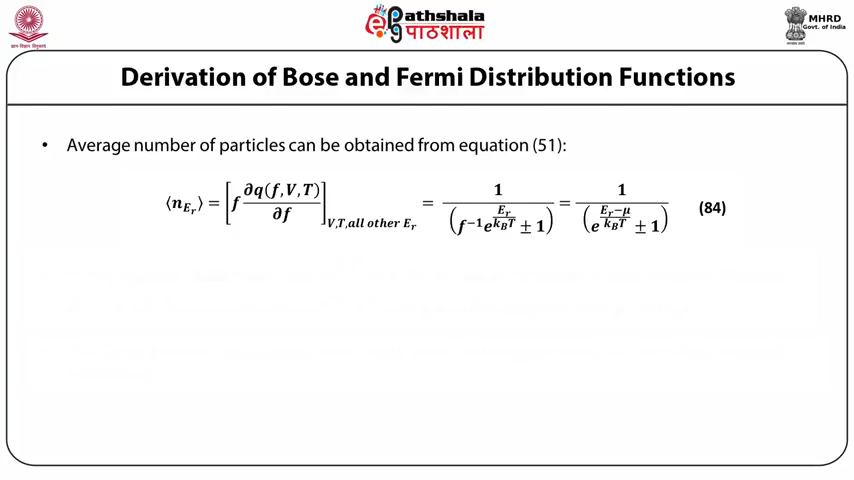 ePathshala
पाठशाला
MHRD
Govt. of India
Derivation of Bose and Fermi Distribution Functions
• Average number of particles can be obtained from equation (51):
⟨n_{E_r}⟩ = [f ∂q(f,V,T)/∂f]_{V,T,all other E_r} = 1/(f^{-1}e^{E_r/k_BT} ± 1) = 1/(e^{(E_r−μ)/k_BT} ± 1) (84)